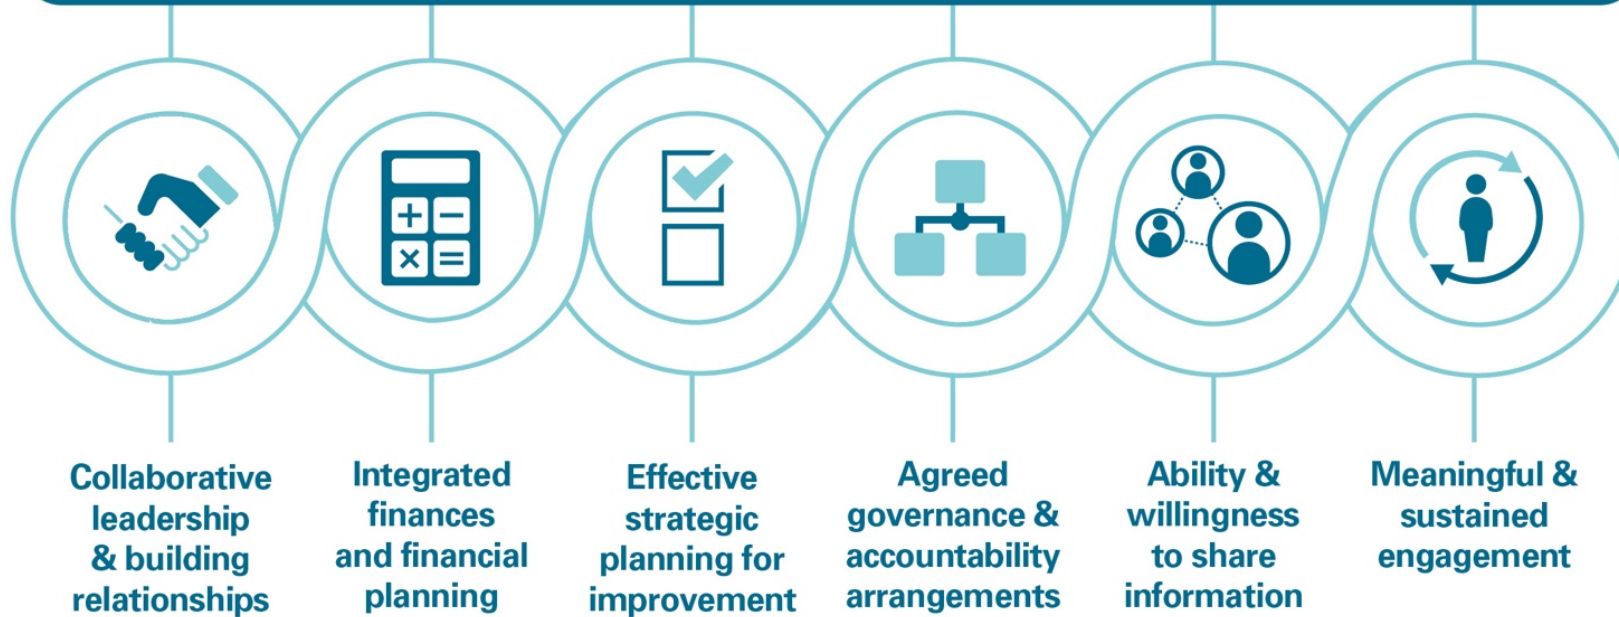 Collaborative
leadership
& building
relationships
Integrated
finances
and financial
planning
Effective
strategic
planning for
improvement
Agreed
governance &
accountability
arrangements
Ability &
willingness
to share
information
Meaningful &
sustained
engagement